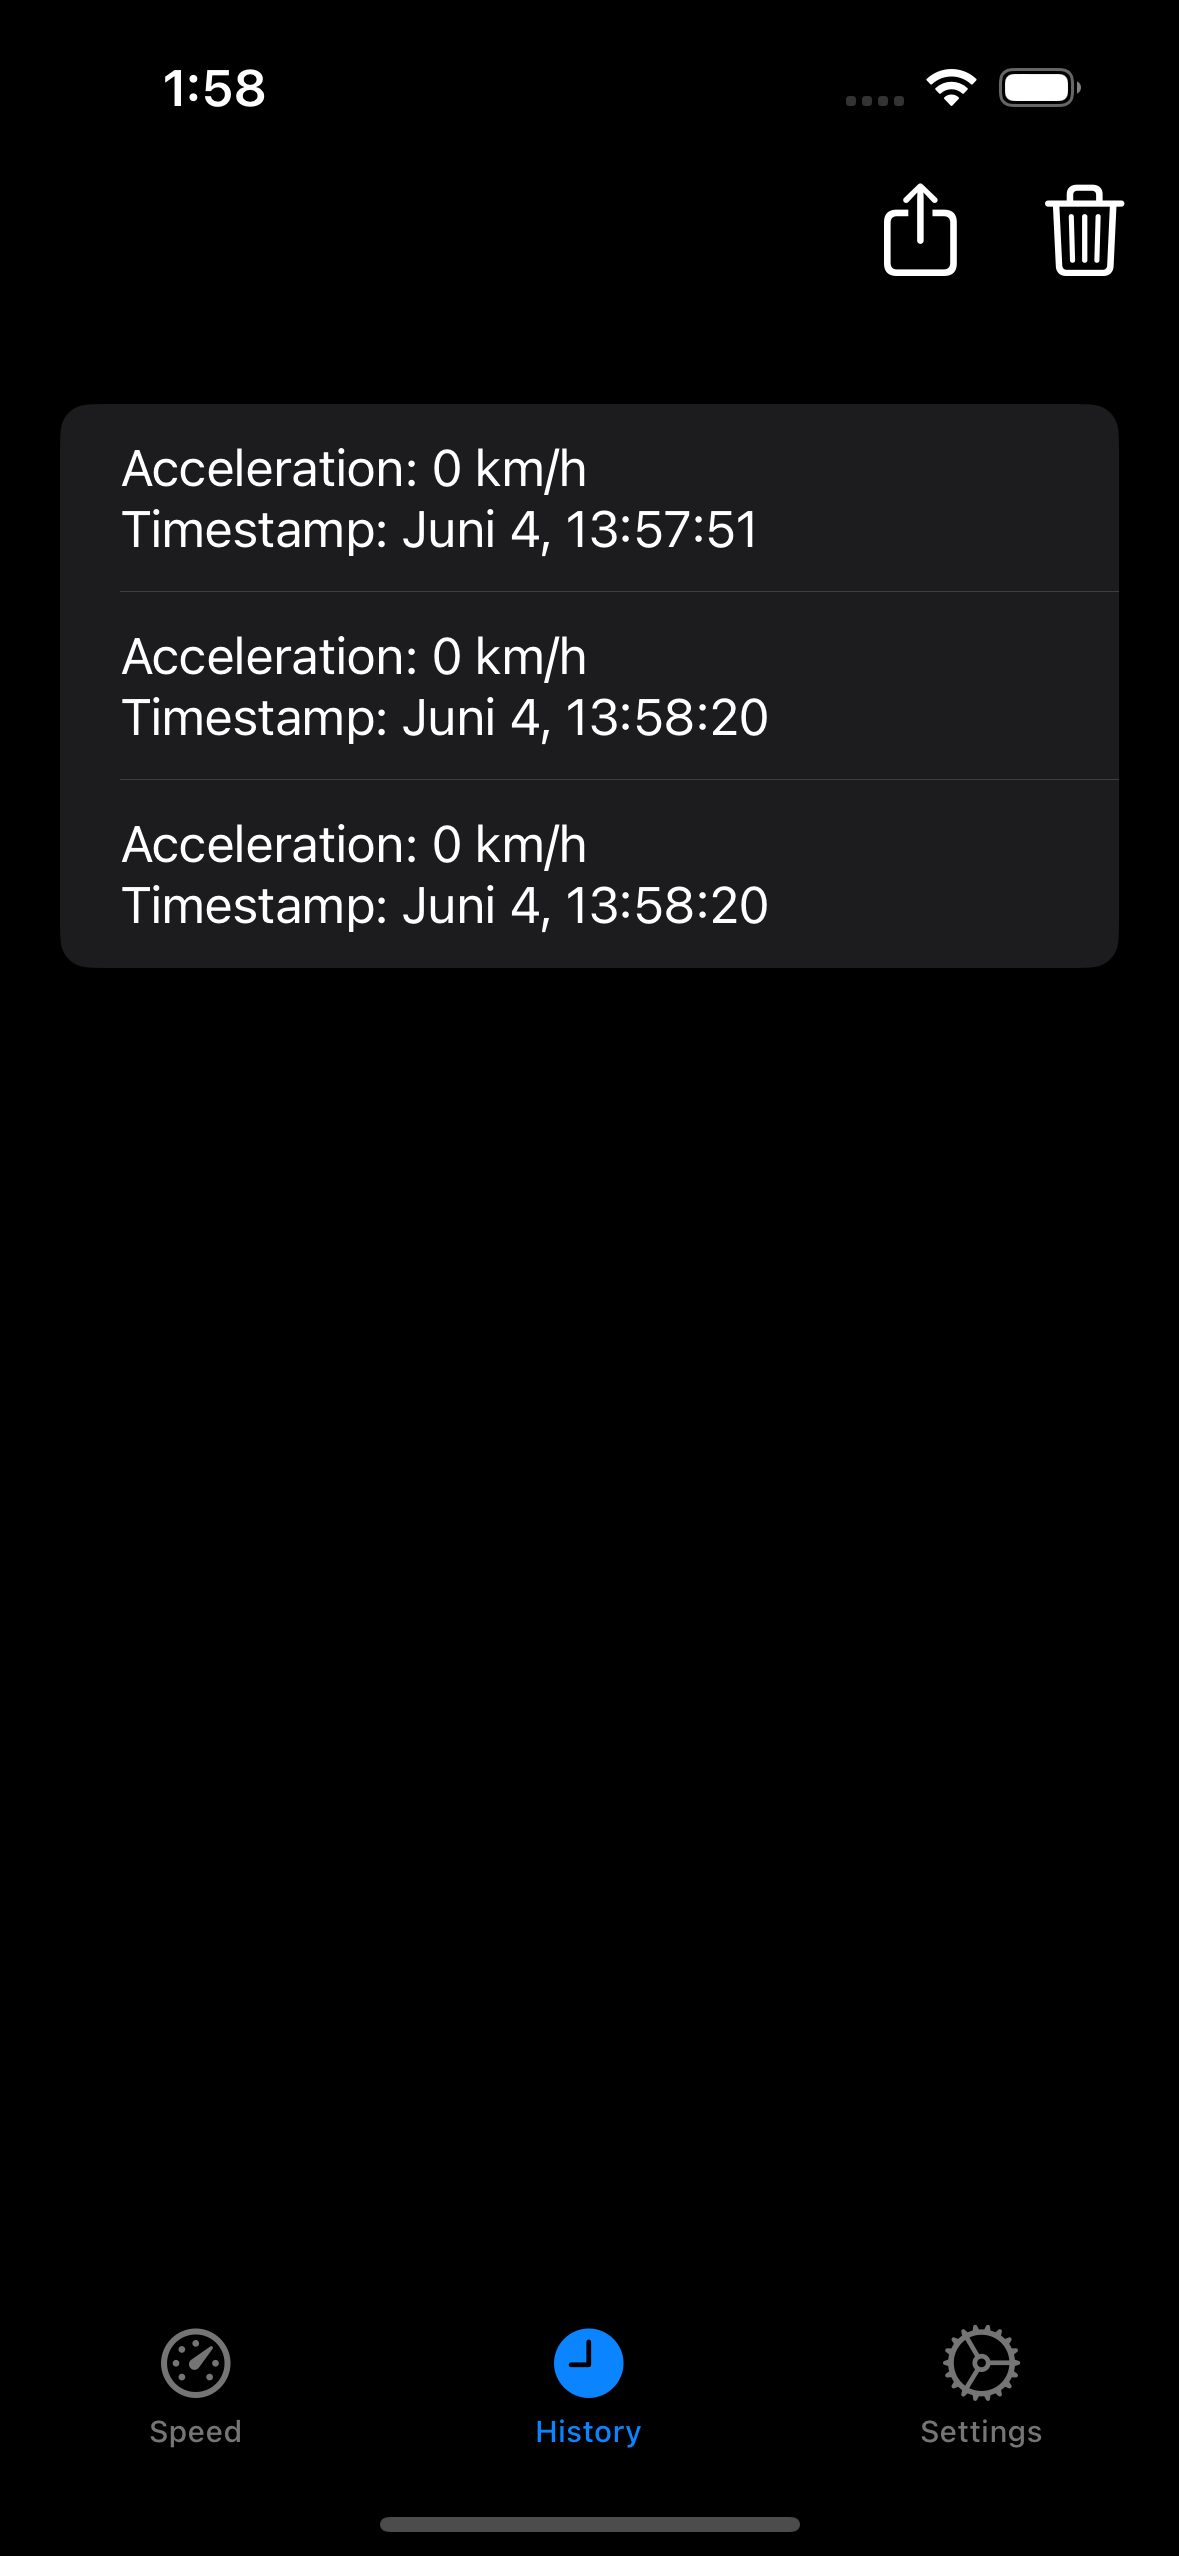 1:58
Acceleration: 0 km/h
Timestamp: Juni 4, 13:57:51
Acceleration: 0 km/h
Timestamp: Juni 4, 13:58:20
Acceleration: 0 km/h
Timestamp: Juni 4, 13:58:20
Speed
History
Settings